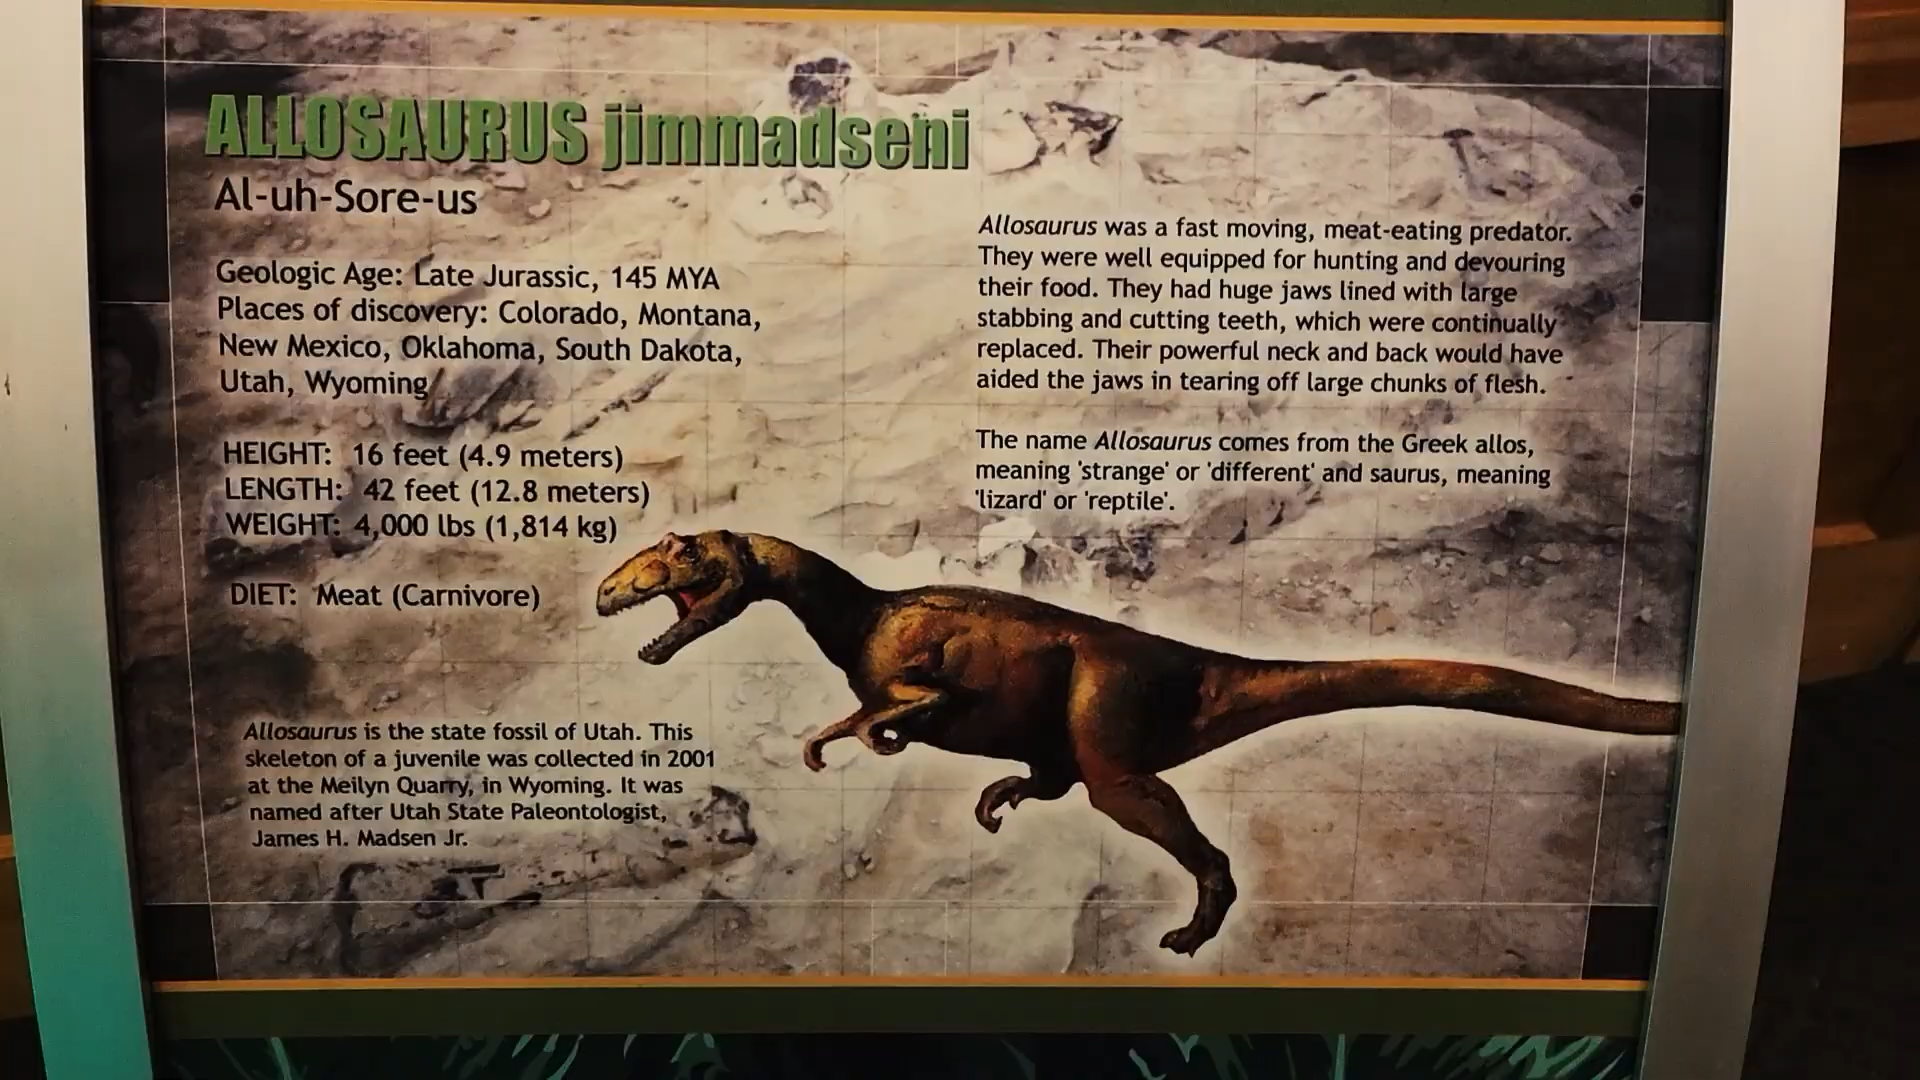 ALLOSAURUS jimmadseni
Al-uh-Sore-us
Geologic Age: Late Jurassic, 145 MYA
Places of discovery: Colorado, Montana,
New Mexico, Oklahoma, South Dakota,
Utah, Wyoming
HEIGHT: 16 feet (4.9 meters)
LENGTH: 42 feet (12.8 meters)
WEIGHT: 4,000 lbs (1,814 kg)
DIET: Meat (Carnivore)
Allosaurus is the state fossil of Utah. This
skeleton of a juvenile was collected in 2001
at the Meilyn Quarry, in Wyoming. It was
named after Utah State Paleontologist,
James H. Madsen Jr.
Allosaurus was a fast moving, meat-eating predator.
They were well equipped for hunting and devouring
their food. They had huge jaws lined with large
stabbing and cutting teeth, which were continually
replaced. Their powerful neck and back would have
aided the jaws in tearing off large chunks of flesh.
The name Allosaurus comes from the Greek allos,
meaning 'strange' or 'different' and saurus, meaning
'lizard' or 'reptile'.